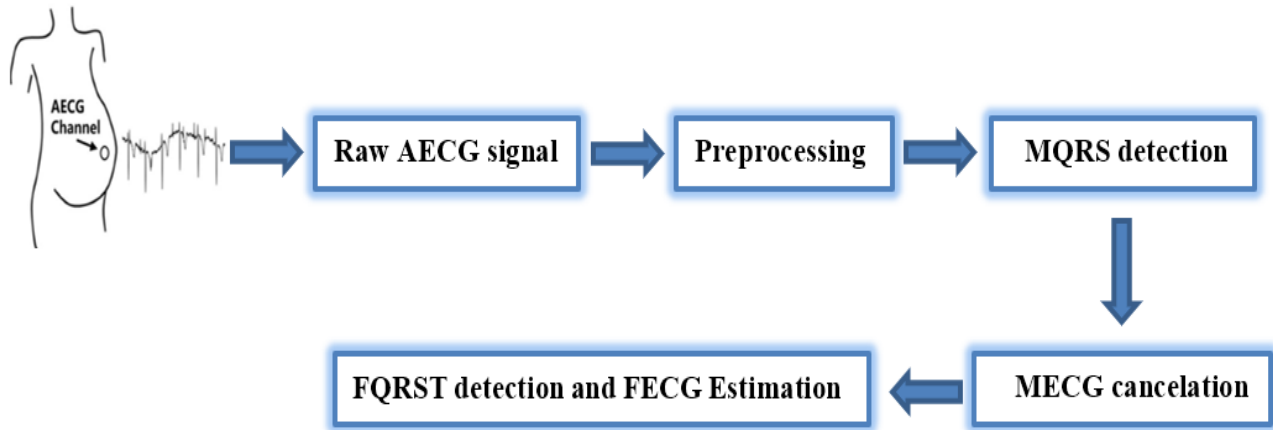 AECG
Channel
Raw AECG signal
Preprocessing
MQRS detection
MECG cancelation
FQRST detection and FECG Estimation